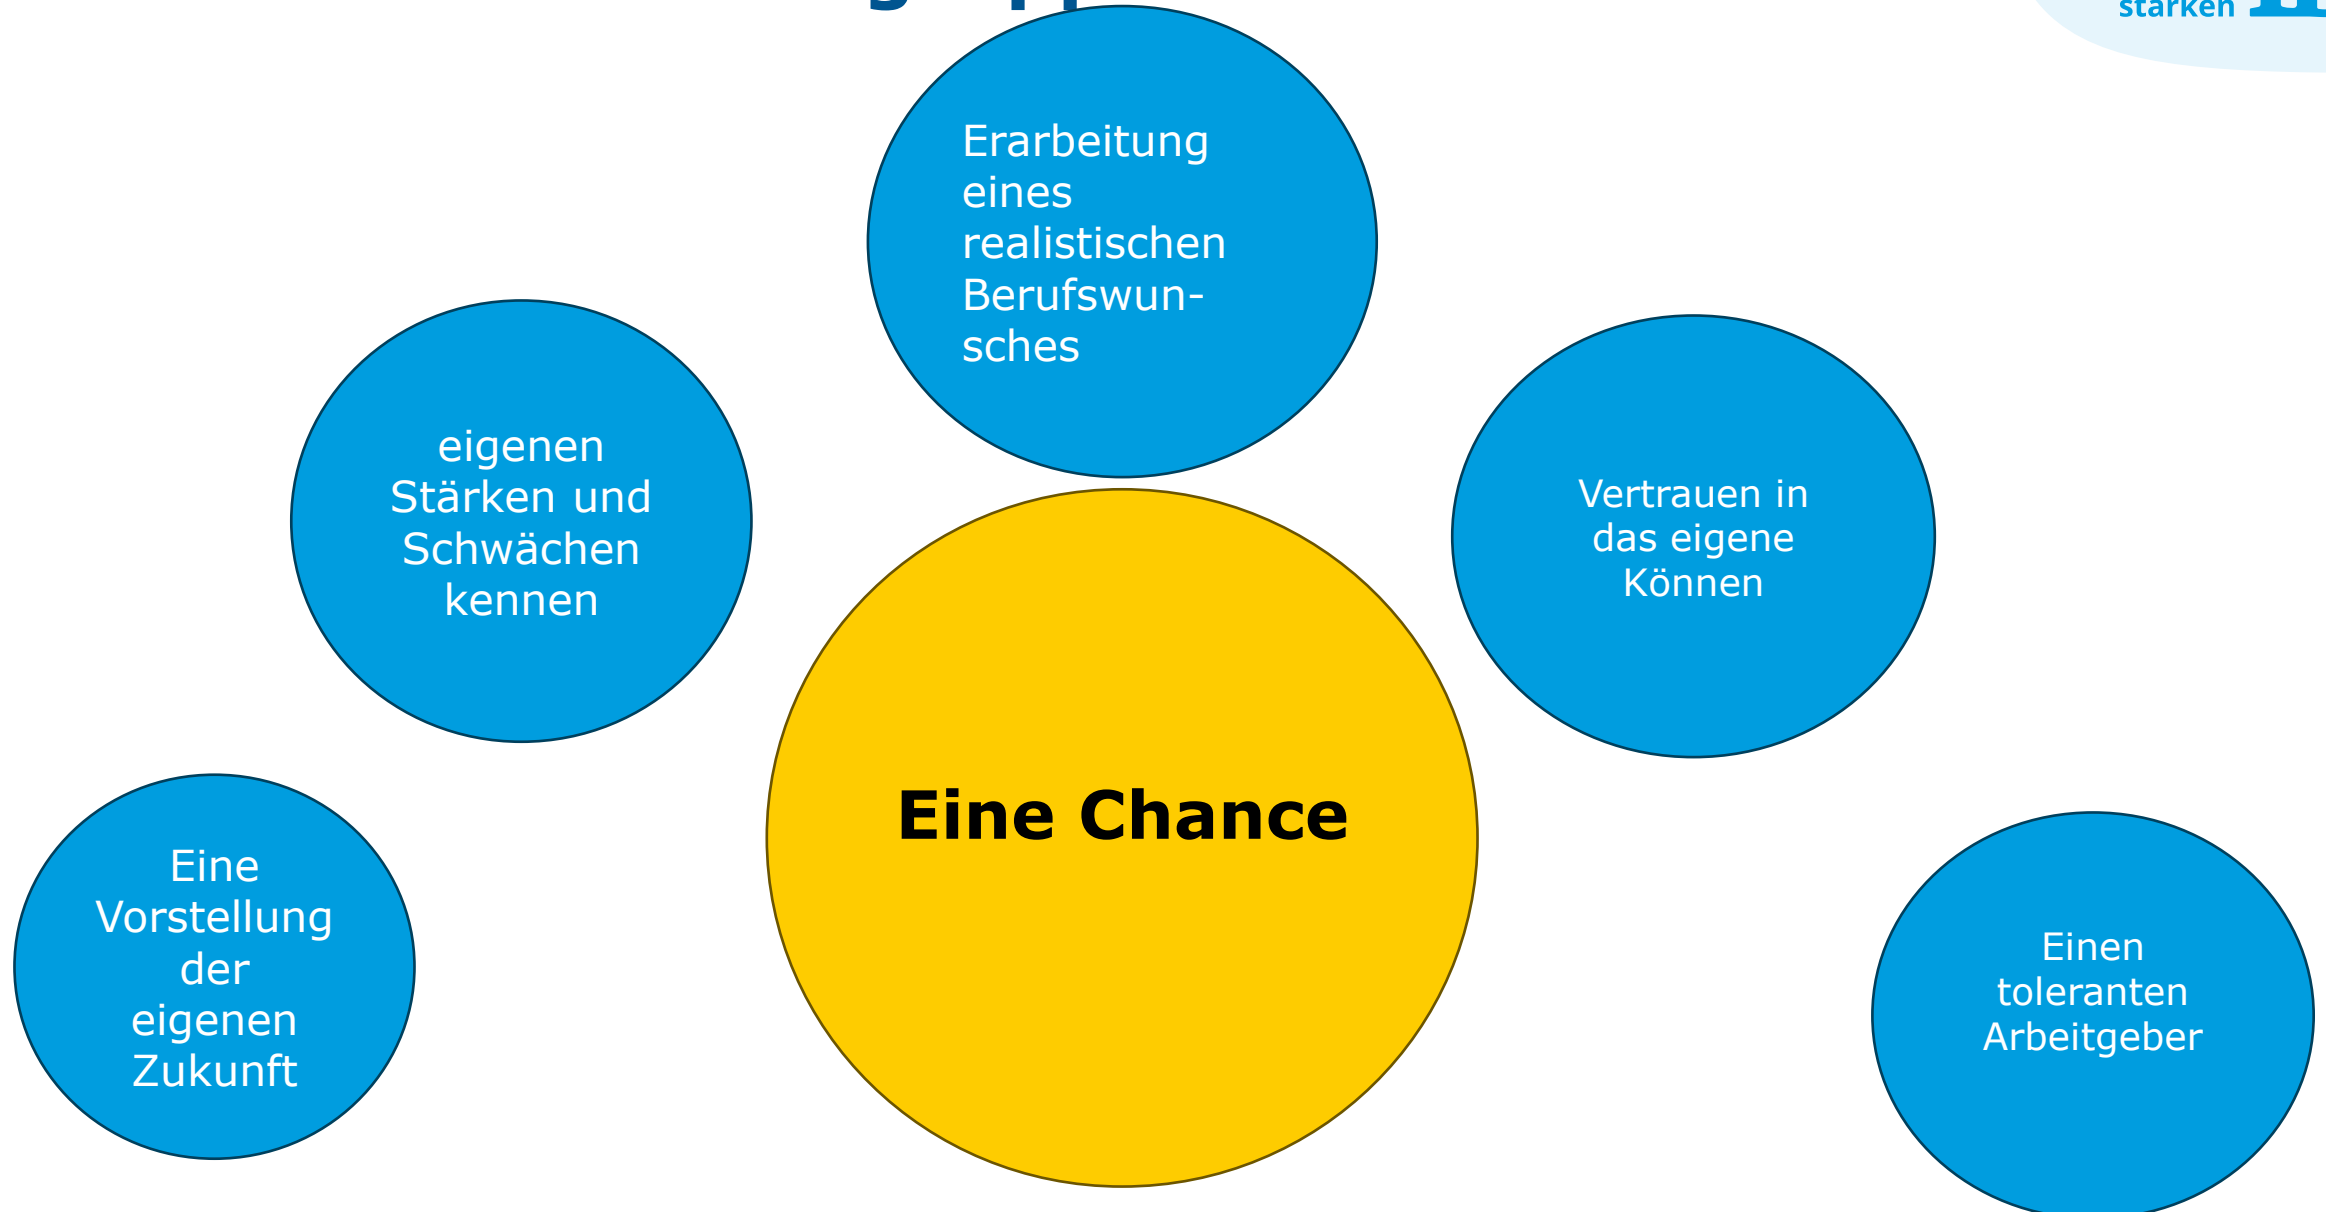 stärken
Erarbeitung
eines
realistischen
Berufswun-
sches
eigenen
Stärken und
Schwächen
kennen
Vertrauen in
das eigene
Können
Eine Chance
Eine
Vorstellung
der
eigenen
Zukunft
Einen
toleranten
Arbeitgeber